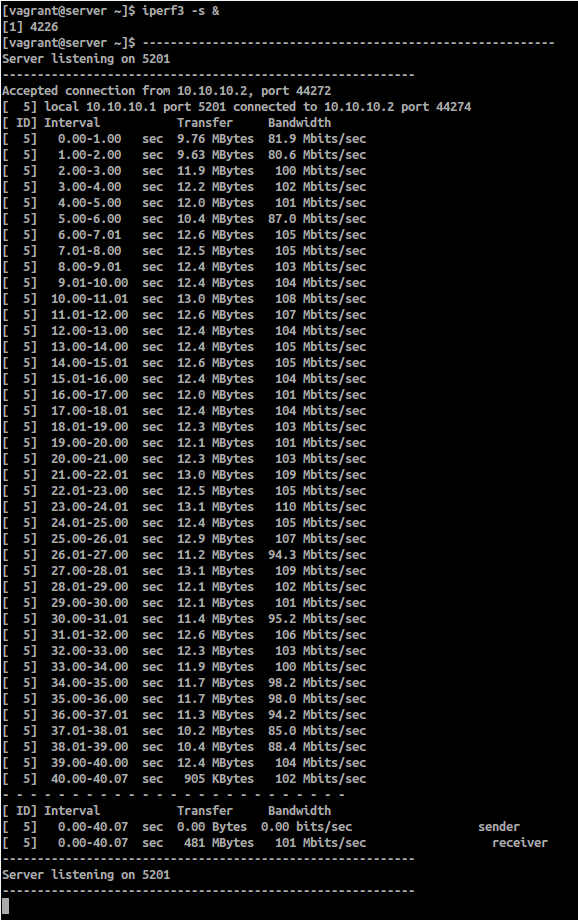 [vagrant@server ~]$ iperf3 -s &
[1] 4226
[vagrant@server ~]$ -----------------------------------------------------------
Server listening on 5201
-----------------------------------------------------------
Accepted connection from 10.10.10.2, port 44272
[  5] local 10.10.10.1 port 5201 connected to 10.10.10.2 port 44274
[ ID] Interval           Transfer     Bandwidth
[  5]   0.00-1.00   sec  9.76 MBytes  81.9 Mbits/sec
[  5]   1.00-2.00   sec  9.63 MBytes  80.6 Mbits/sec
[  5]   2.00-3.00   sec  11.9 MBytes   100 Mbits/sec
[  5]   3.00-4.00   sec  12.2 MBytes   102 Mbits/sec
[  5]   4.00-5.00   sec  12.0 MBytes   101 Mbits/sec
[  5]   5.00-6.00   sec  10.4 MBytes  87.0 Mbits/sec
[  5]   6.00-7.01   sec  12.6 MBytes   105 Mbits/sec
[  5]   7.01-8.00   sec  12.5 MBytes   105 Mbits/sec
[  5]   8.00-9.01   sec  12.4 MBytes   103 Mbits/sec
[  5]   9.01-10.00  sec  12.4 MBytes   104 Mbits/sec
[  5]  10.00-11.01  sec  13.0 MBytes   108 Mbits/sec
[  5]  11.01-12.00  sec  12.6 MBytes   107 Mbits/sec
[  5]  12.00-13.00  sec  12.4 MBytes   104 Mbits/sec
[  5]  13.00-14.00  sec  12.4 MBytes   105 Mbits/sec
[  5]  14.00-15.01  sec  12.6 MBytes   105 Mbits/sec
[  5]  15.01-16.00  sec  12.4 MBytes   104 Mbits/sec
[  5]  16.00-17.00  sec  12.0 MBytes   101 Mbits/sec
[  5]  17.00-18.01  sec  12.4 MBytes   104 Mbits/sec
[  5]  18.01-19.00  sec  12.3 MBytes   103 Mbits/sec
[  5]  19.00-20.00  sec  12.1 MBytes   101 Mbits/sec
[  5]  20.00-21.00  sec  12.3 MBytes   103 Mbits/sec
[  5]  21.00-22.01  sec  13.0 MBytes   109 Mbits/sec
[  5]  22.01-23.00  sec  12.5 MBytes   105 Mbits/sec
[  5]  23.00-24.01  sec  13.1 MBytes   110 Mbits/sec
[  5]  24.01-25.00  sec  12.4 MBytes   105 Mbits/sec
[  5]  25.00-26.01  sec  12.9 MBytes   107 Mbits/sec
[  5]  26.01-27.00  sec  11.2 MBytes  94.3 Mbits/sec
[  5]  27.00-28.01  sec  13.1 MBytes   109 Mbits/sec
[  5]  28.01-29.00  sec  12.1 MBytes   102 Mbits/sec
[  5]  29.00-30.00  sec  12.1 MBytes   101 Mbits/sec
[  5]  30.00-31.01  sec  11.4 MBytes  95.2 Mbits/sec
[  5]  31.01-32.00  sec  12.6 MBytes   106 Mbits/sec
[  5]  32.00-33.00  sec  12.3 MBytes   103 Mbits/sec
[  5]  33.00-34.00  sec  11.9 MBytes   100 Mbits/sec
[  5]  34.00-35.00  sec  11.7 MBytes  98.2 Mbits/sec
[  5]  35.00-36.00  sec  11.7 MBytes  98.0 Mbits/sec
[  5]  36.00-37.01  sec  11.3 MBytes  94.2 Mbits/sec
[  5]  37.01-38.01  sec  10.2 MBytes  85.0 Mbits/sec
[  5]  38.01-39.00  sec  10.4 MBytes  88.4 Mbits/sec
[  5]  39.00-40.00  sec  12.4 MBytes   104 Mbits/sec
[  5]  40.00-40.07  sec   905 KBytes   102 Mbits/sec
- - - - - - - - - - - - - - - - - - - - - - - - -
[ ID] Interval           Transfer     Bandwidth
[  5]   0.00-40.07  sec  0.00 Bytes  0.00 bits/sec                  sender
[  5]   0.00-40.07  sec   481 MBytes   101 Mbits/sec                  receiver
-----------------------------------------------------------
Server listening on 5201
-----------------------------------------------------------